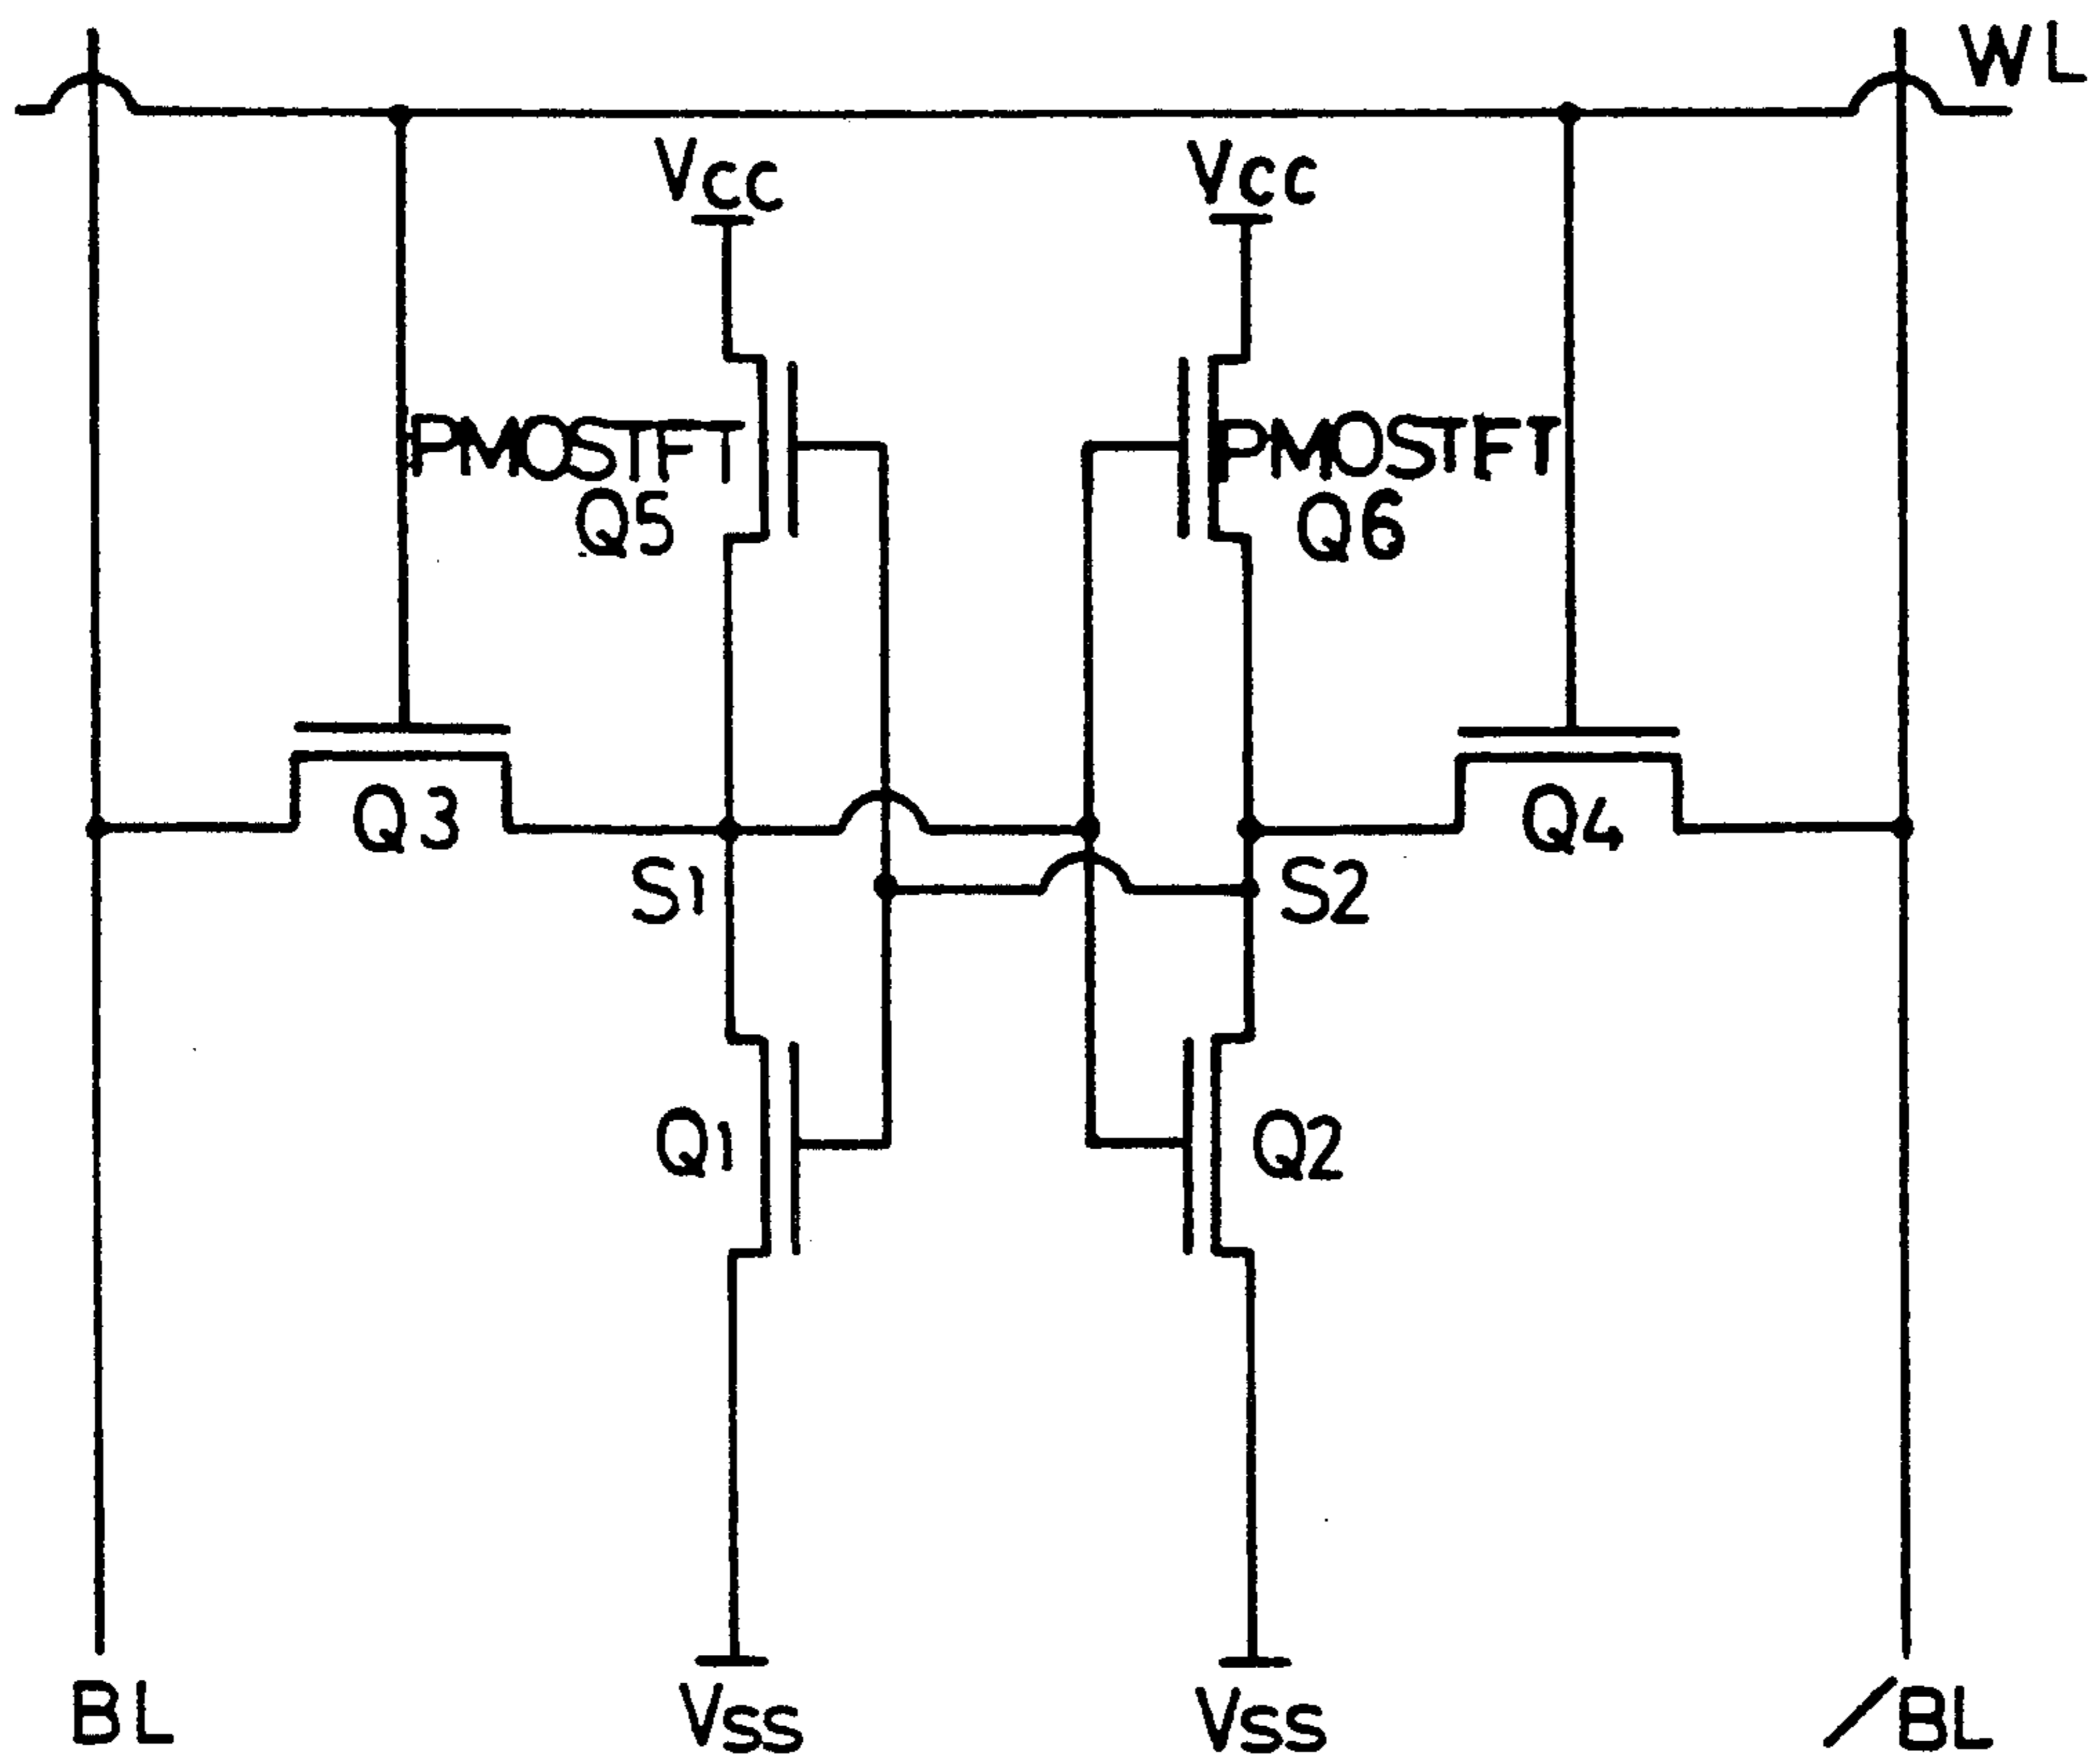 WL
Vcc
Vcc
PMOSTFT
Q5
PMOSTFT
Q6
Q3
Q4
S1
S2
Q1
Q2
BL
Vss
Vss
/BL